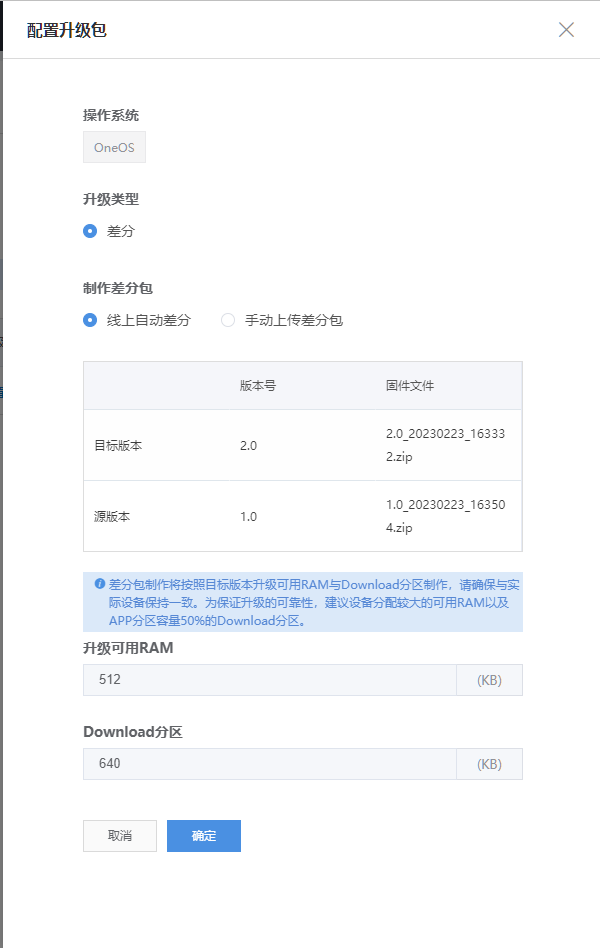 配置升级包
操作系统
OneOS
升级类型
差分
制作差分包
线上自动差分 手动上传差分包
版本号 固件文件
目标版本 2.0 2.0_20230223_16333
2.zip
源版本 1.0 1.0_20230223_16350
4.zip
差分包制作将按照目标版本升级可用RAM与Download分区制作，请确保与实
际设备保持一致。为保证升级的可靠性，建议设备分配较大的可用RAM以及
APP分区容量50%的Download分区。
升级可用RAM
512 (KB)
Download分区
640 (KB)
取消 确定